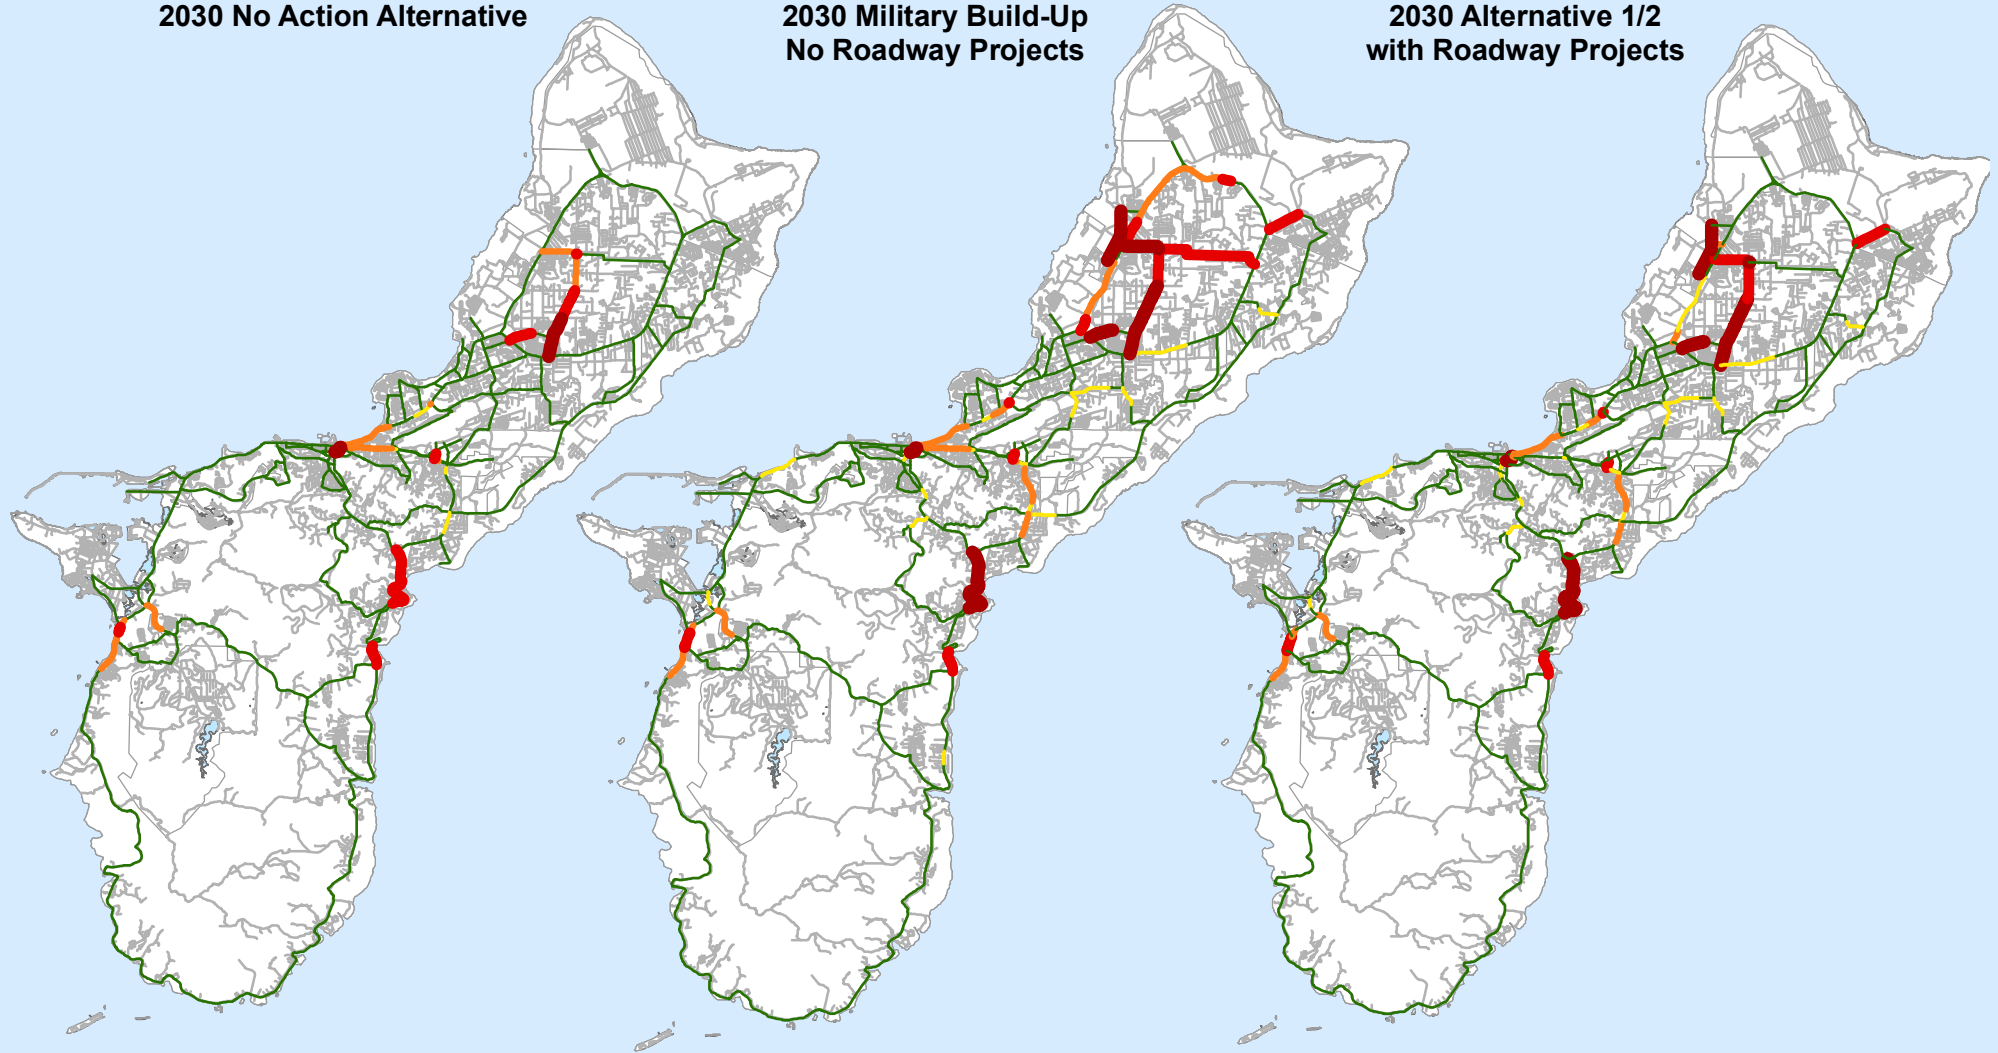 2030 No Action Alternative
2030 Military Build-Up
No Roadway Projects
2030 Alternative 1/2
with Roadway Projects